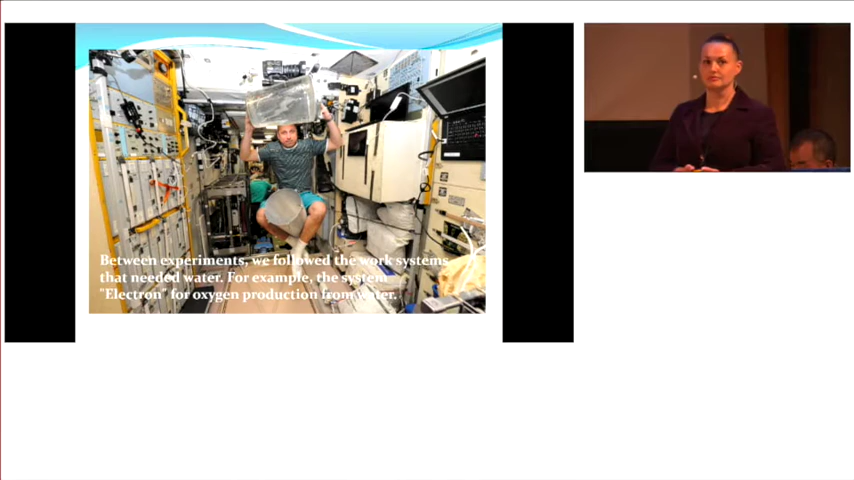 Between experiments, we followed the work systems
that needed water. For example, the system
"Electron" for oxygen production from water.